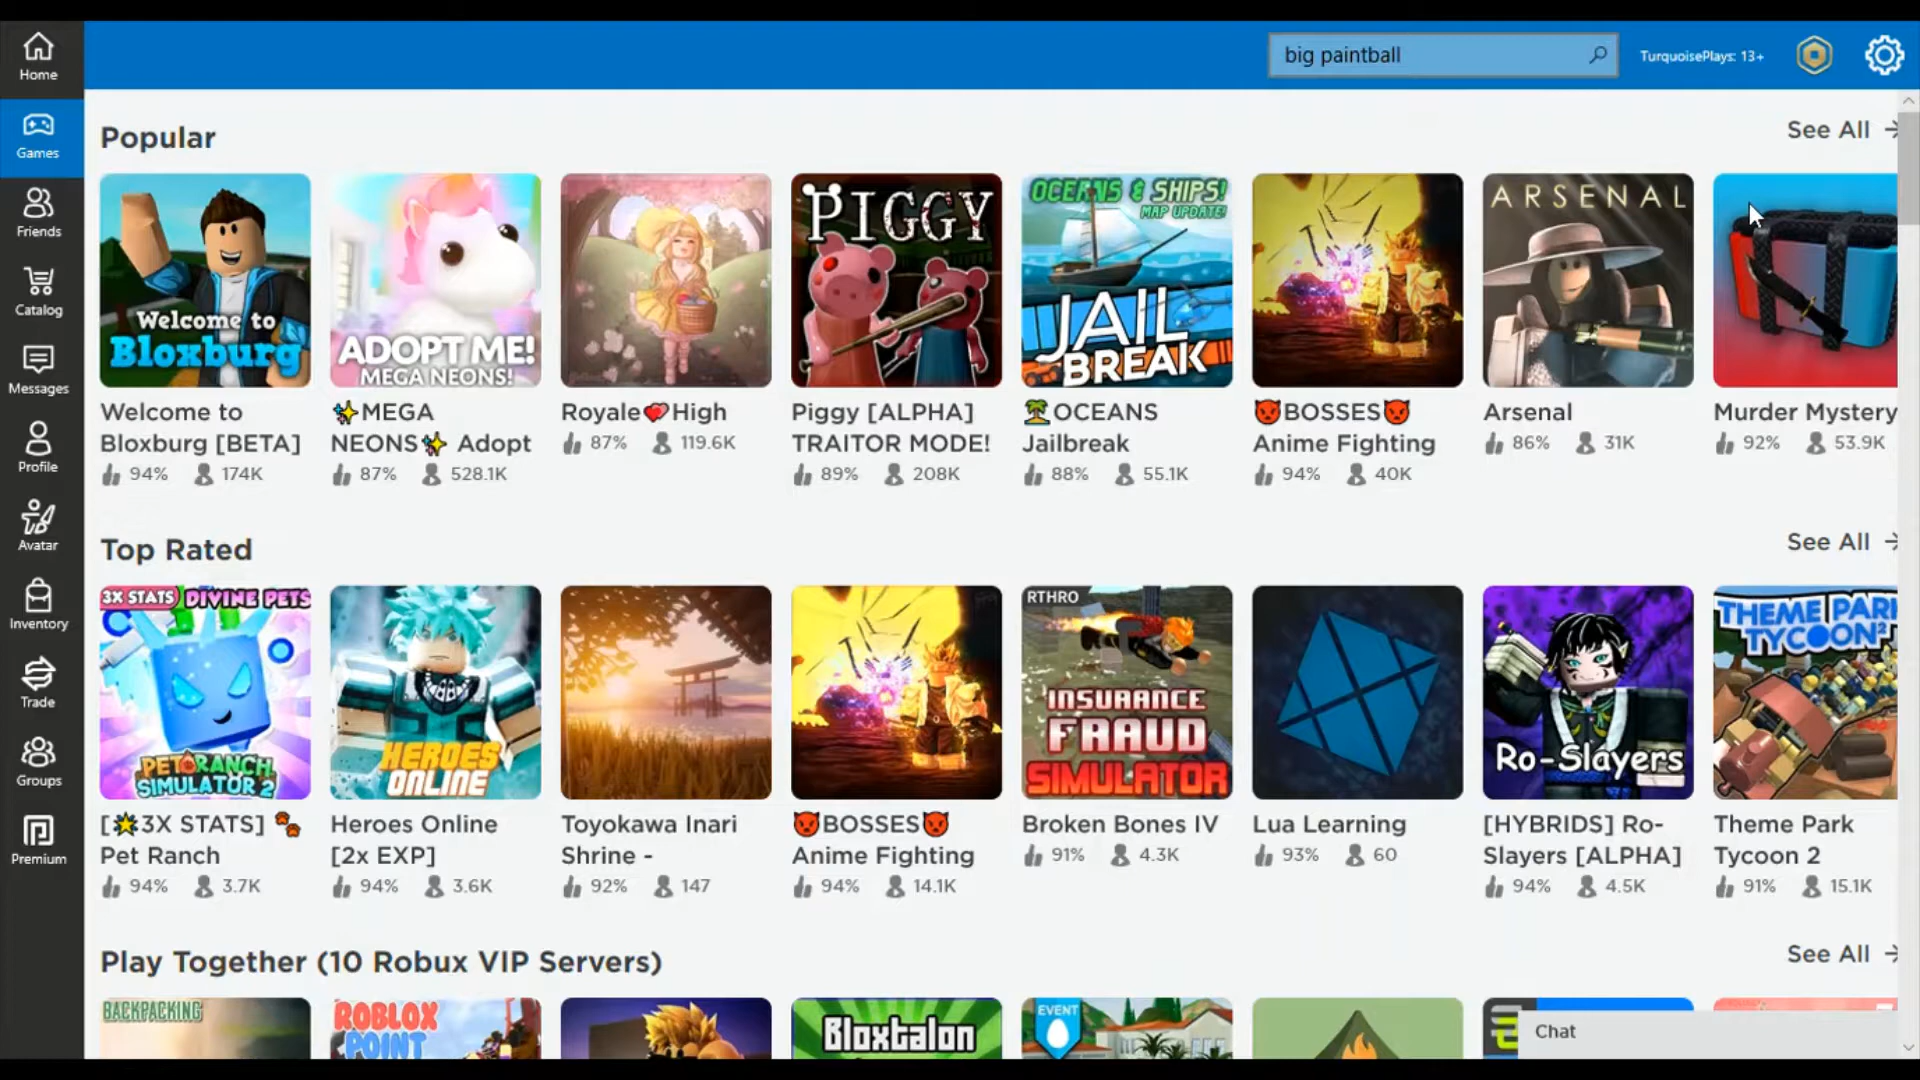 Home
big paintball
TurquoisePlays: 13+
Games
Friends
Catalog
Messages
Profile
Avatar
Inventory
Trade
Groups
Premium
Popular
See All
Welcome to
Bloxburg
ADOPT ME!
MEGA NEONS!
PIGGY
OCEANS & SHIPS!
MAP UPDATE!
JAIL
BREAK
ARSENAL
Welcome to
Bloxburg [BETA]
94% 174K
✨MEGA
NEONS✨ Adopt
87% 528.1K
Royale💕High
87% 119.6K
Piggy [ALPHA]
TRAITOR MODE!
89% 208K
🏝️OCEANS
Jailbreak
88% 55.1K
👿BOSSES👿
Anime Fighting
94% 40K
Arsenal
86% 31K
Murder Mystery
92% 53.9K
Top Rated
See All
3X STATS DIVINE PETS
PET RANCH
SIMULATOR 2
HEROES
ONLINE
RTHRO
INSURANCE
FRAUD
SIMULATOR
Ro-Slayers
THEME PARK
TYCOON 2
[🌟3X STATS] 🐾
Pet Ranch
94% 3.7K
Heroes Online
[2x EXP]
94% 3.6K
Toyokawa Inari
Shrine -
92% 147
👿BOSSES👿
Anime Fighting
94% 14.1K
Broken Bones IV
91% 4.3K
Lua Learning
93% 60
[HYBRIDS] Ro-
Slayers [ALPHA]
94% 4.5K
Theme Park
Tycoon 2
91% 15.1K
Play Together (10 Robux VIP Servers)
See All
BACKPACKING
ROBLOX
POINT
Bloxtalon
EVENT
Chat